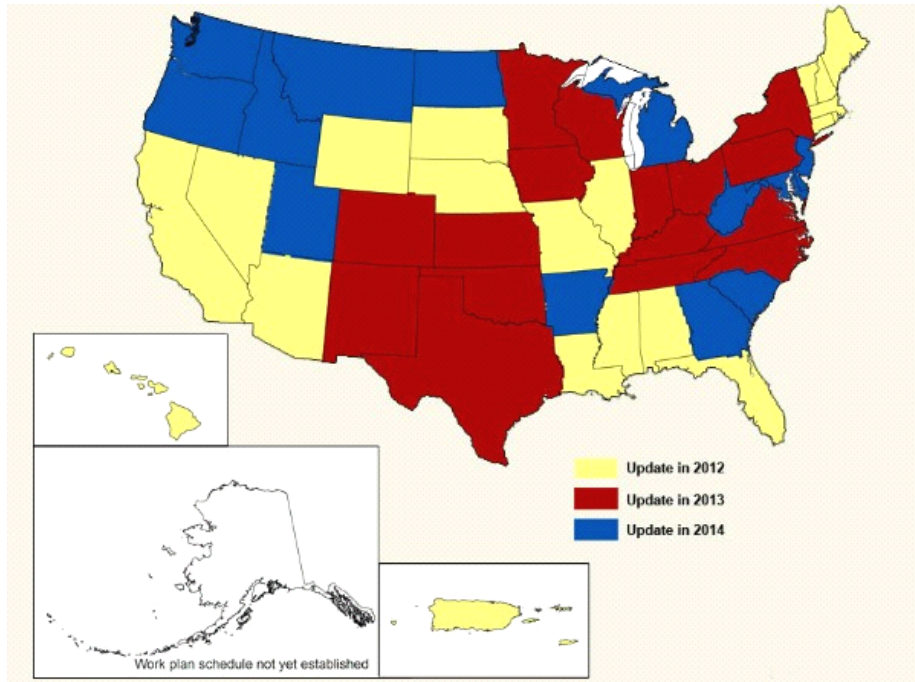 Update in 2012
Update in 2013
Update in 2014
Work plan schedule not yet established